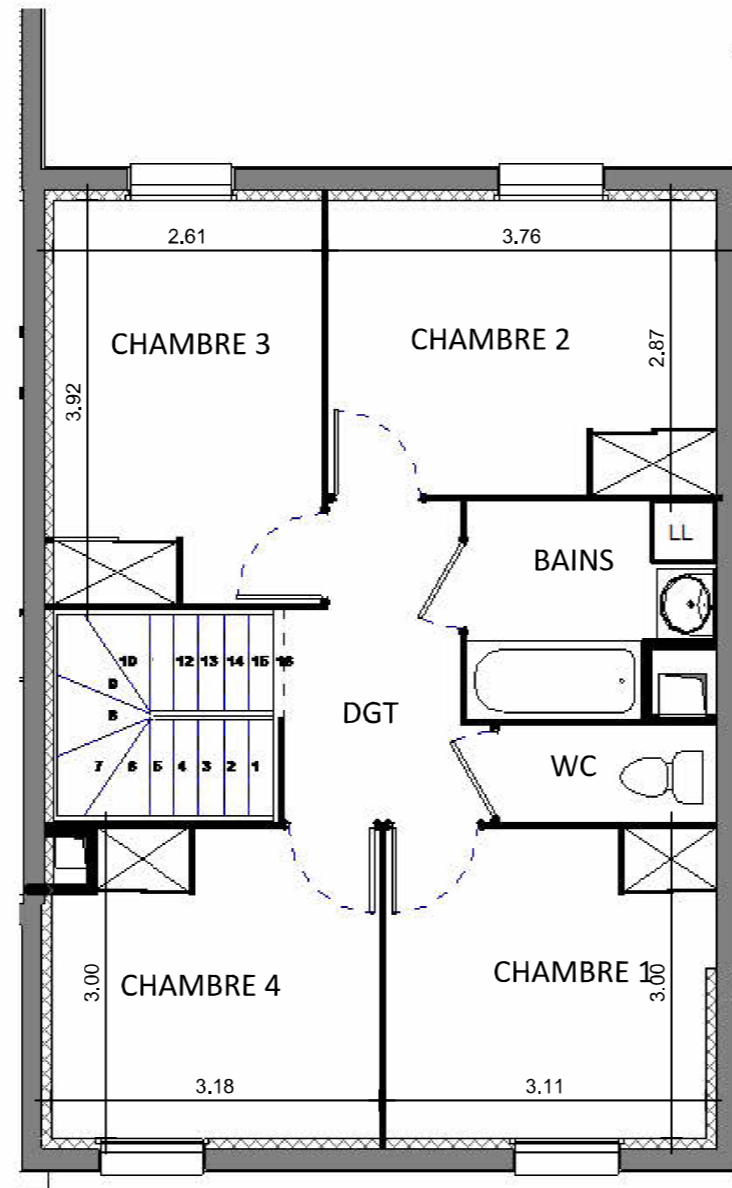 2.61
3.76
CHAMBRE 3
CHAMBRE 2
2.87
3.92
LL
BAINS
10 12 13 14 15 16
9
8
DGT
7 6 5 4 3 2 1
WC
CHAMBRE 4
CHAMBRE 1
3.00
3.00
3.18
3.11